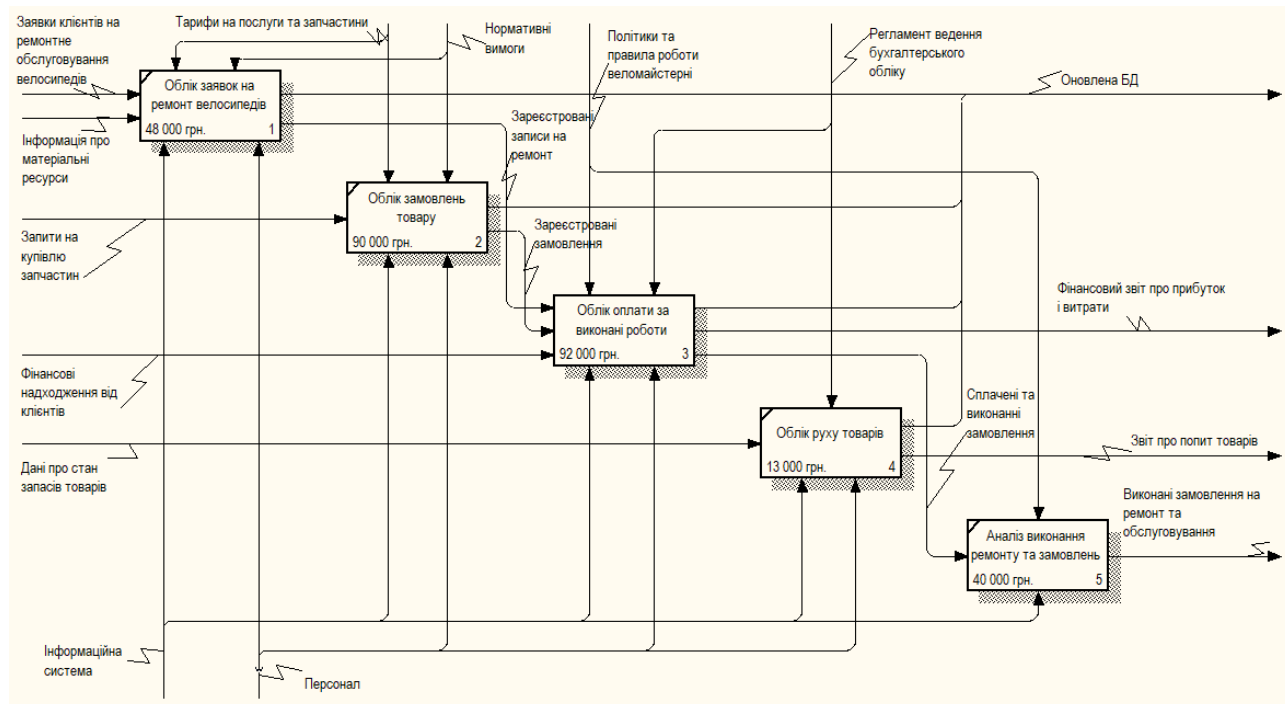 Заявки клієнтів на
ремонтне
обслуговування
велосипедів
Тарифи на послуги та запчастини
Нормативні
вимоги
Політики та
правила роботи
веломайстерні
Регламент ведення
бухгалтерського
обліку
Оновлена БД
Облік заявок на
ремонт велосипедів
48 000 грн. 1
Інформація про
матеріальні
ресурси
Зареєстровані
записи на
ремонт
Облік замовлень
товару
90 000 грн. 2
Запити на
купівлю
запчастин
Зареєстровані
замовлення
Фінансовий звіт про прибуток
і витрати
Облік оплати за
виконані роботи
92 000 грн. 3
Фінансові
надходження від
клієнтів
Сплачені та
виконанні
замовлення
Облік руху товарів
13 000 грн. 4
Звіт про попит товарів
Дані про стан
запасів товарів
Виконані замовлення на
ремонт та
обслуговування
Аналіз виконання
ремонту та замовлень
40 000 грн. 5
Інформаційна
система
Персонал